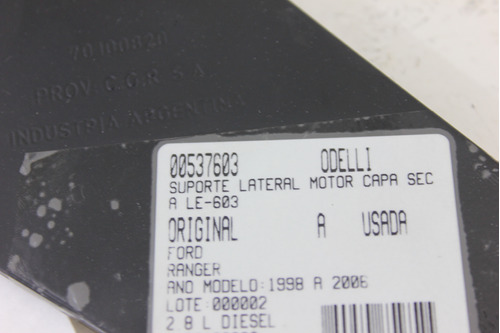 70100826
PROV. C.C.R S A
INDUSTRIA ARGENTINA
00537603 ODELLI
SUPORTE LATERAL MOTOR CAPA SEC
A LE-603
ORIGINAL A USADA
FORD
RANGER
ANO MODELO:1998 A 2006
LOTE:000002
2 8 L DIESEL